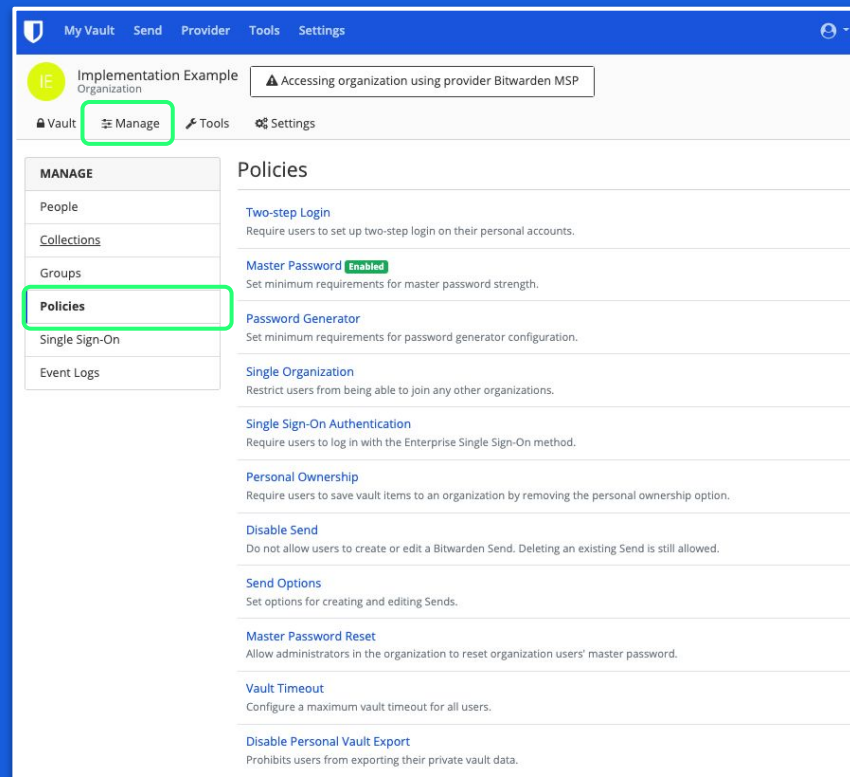 My Vault Send Provider Tools Settings
IE
Implementation Example
Organization
Accessing organization using provider Bitwarden MSP
Vault Manage Tools Settings
MANAGE
People
Collections
Groups
Policies
Single Sign-On
Event Logs
Policies
Two-step Login
Require users to set up two-step login on their personal accounts.
Master Password Enabled
Set minimum requirements for master password strength.
Password Generator
Set minimum requirements for password generator configuration.
Single Organization
Restrict users from being able to join any other organizations.
Single Sign-On Authentication
Require users to log in with the Enterprise Single Sign-On method.
Personal Ownership
Require users to save vault items to an organization by removing the personal ownership option.
Disable Send
Do not allow users to create or edit a Bitwarden Send. Deleting an existing Send is still allowed.
Send Options
Set options for creating and editing Sends.
Master Password Reset
Allow administrators in the organization to reset organization users' master password.
Vault Timeout
Configure a maximum vault timeout for all users.
Disable Personal Vault Export
Prohibits users from exporting their private vault data.